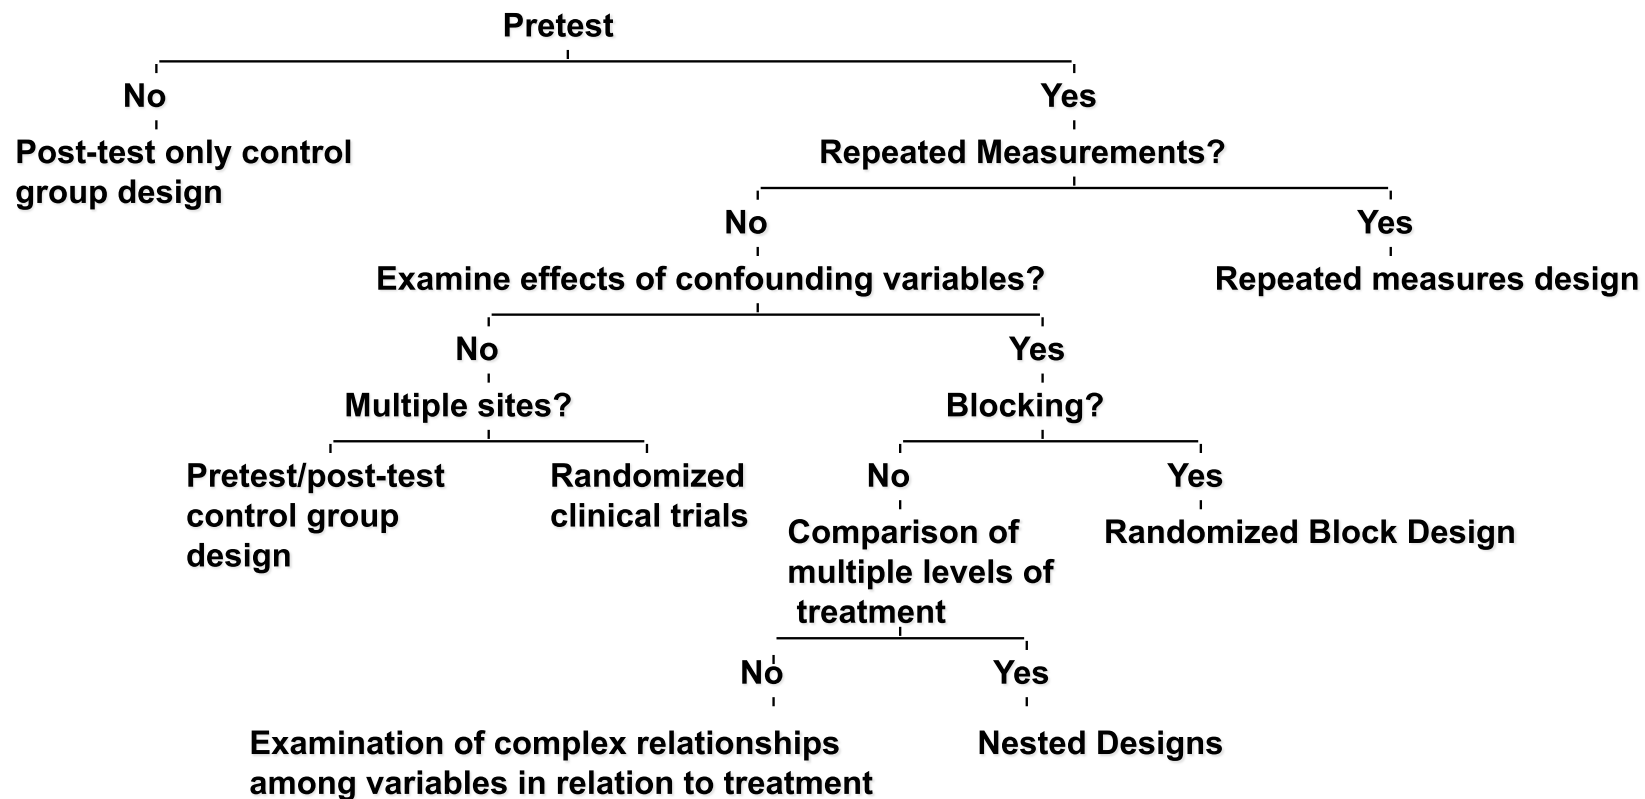 Pretest
No
Yes
Post-test only control
group design
Repeated Measurements?
No
Yes
Examine effects of confounding variables?
Repeated measures design
No
Yes
Multiple sites?
Blocking?
Pretest/post-test
control group
design
Randomized
clinical trials
No
Yes
Comparison of
multiple levels of
treatment
Randomized Block Design
No
Yes
Examination of complex relationships
among variables in relation to treatment
Nested Designs